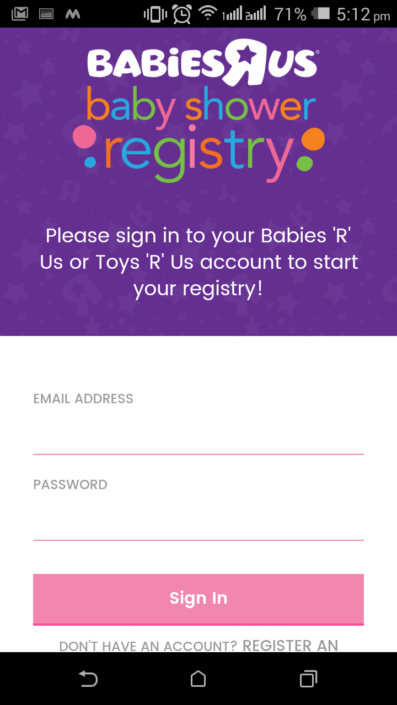 71% 5:12 pm
BABiES R US
baby shower
registry
Please sign in to your Babies 'R'
Us or Toys 'R' Us account to start
your registry!
EMAIL ADDRESS
PASSWORD
Sign In
DON'T HAVE AN ACCOUNT? REGISTER AN